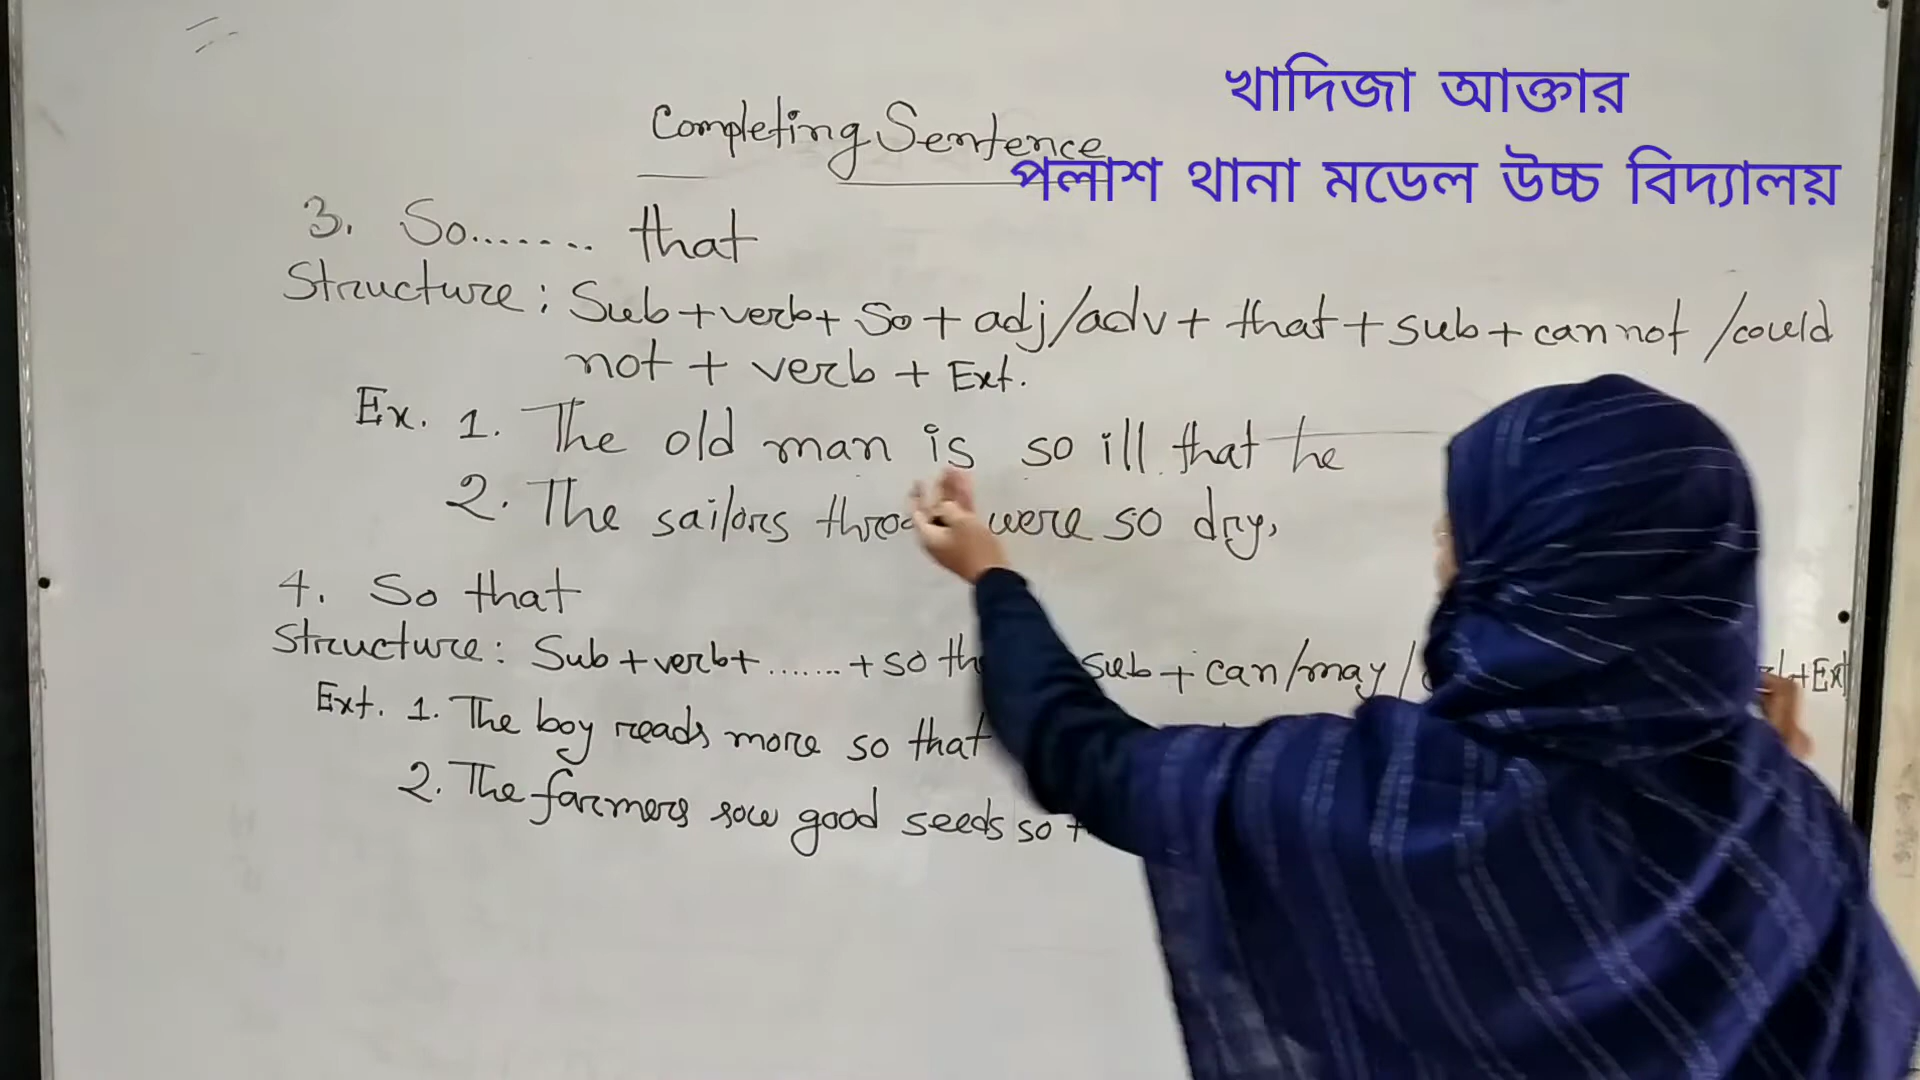 খাদিজা আক্তার
পলাশ থানা মডেল উচ্চ বিদ্যালয়
Completing Sentence
3. So....... that
Structure: Sub+verb+ So + adj/adv + that + sub + can not /could
not + verb + Ext.
Ex. 1. The old man is so ill that he
2. The sailors were so dry,
4. So that
Structure: Sub+verb+.......+so sub + can/may/ +Ext
Ext. 1. The boy reads more so that
2. The farmers sow good seeds so